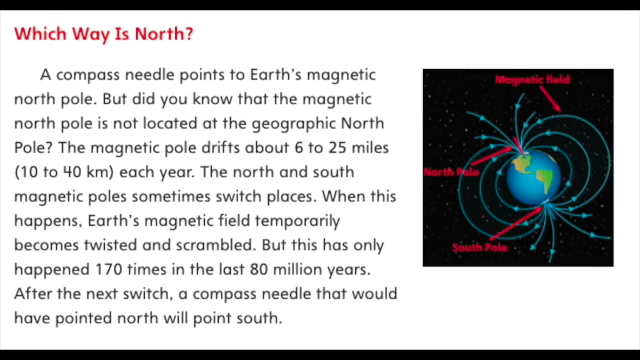 Which Way Is North?
A compass needle points to Earth's magnetic
north pole. But did you know that the magnetic
north pole is not located at the geographic North
Pole? The magnetic pole drifts about 6 to 25 miles
(10 to 40 km) each year. The north and south
magnetic poles sometimes switch places. When this
happens, Earth's magnetic field temporarily
becomes twisted and scrambled. But this has only
happened 170 times in the last 80 million years.
After the next switch, a compass needle that would
have pointed north will point south.
Magnetic field
North Pole
South Pole